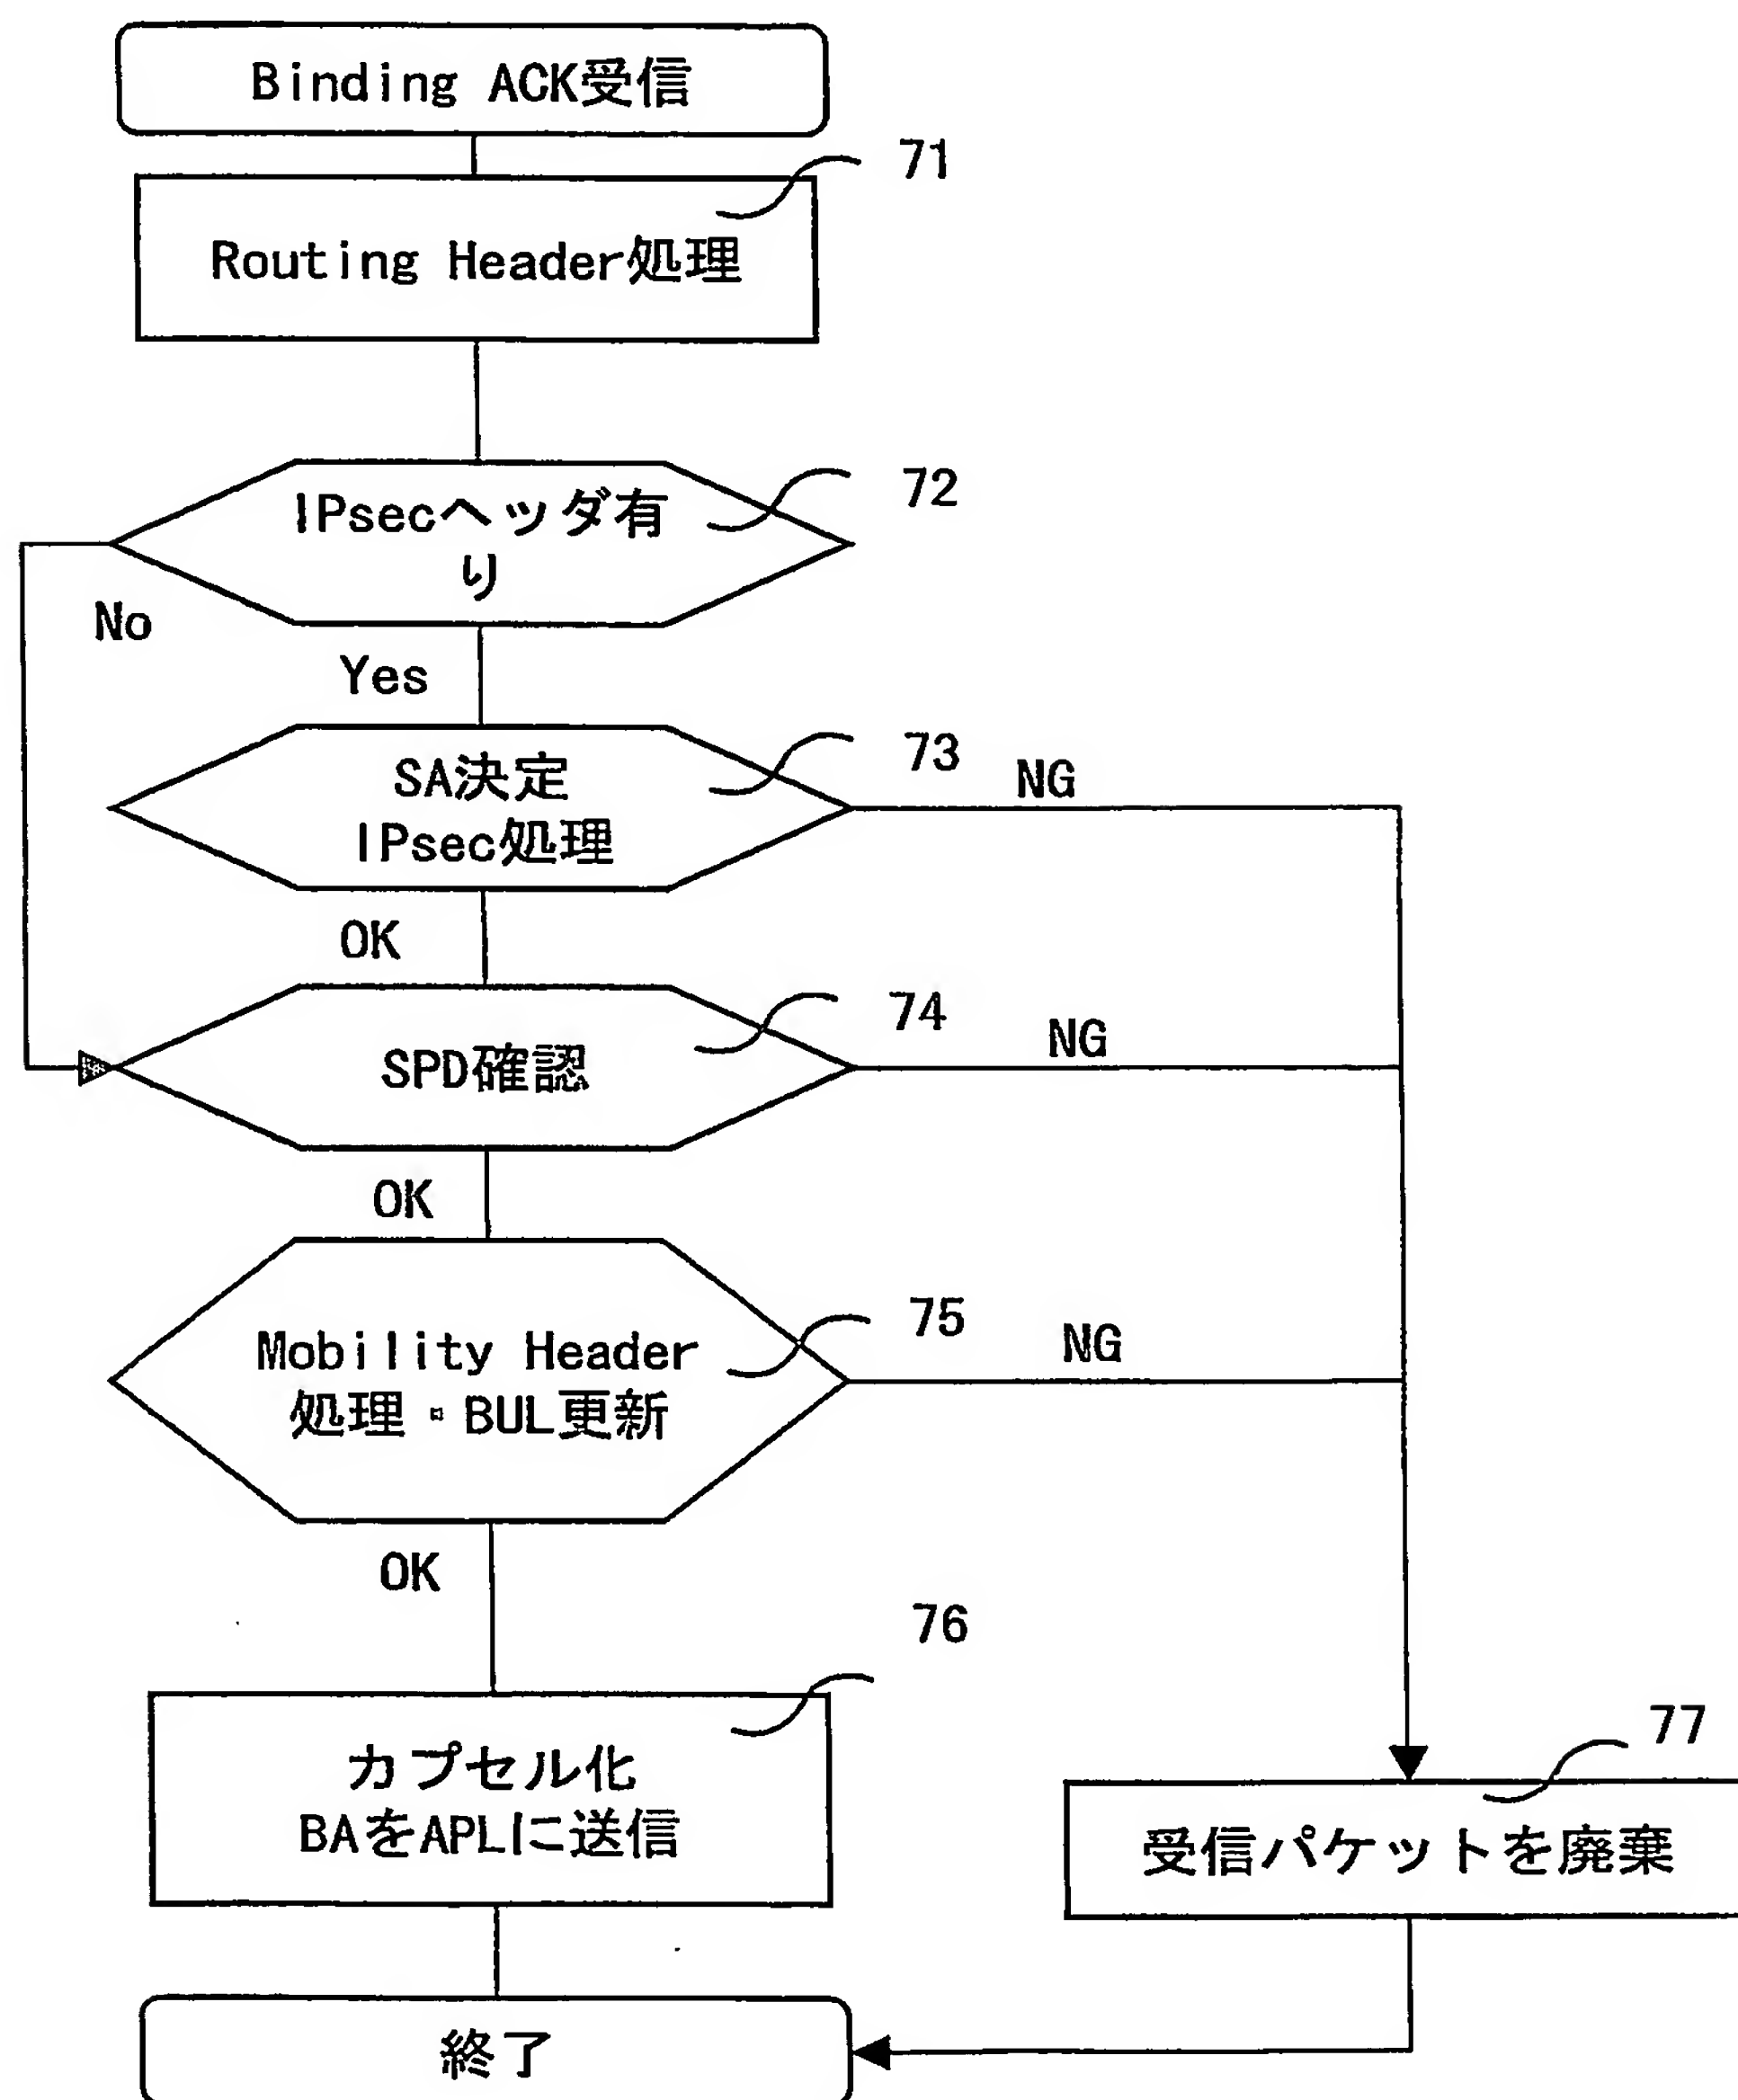 Binding ACK受信
71
Routing Header処理
72
IPsecヘッダ有
り
No
Yes
73
SA決定
IPsec処理
NG
OK
74
SPD確認
NG
OK
75
Mobility Header
処理・BUL更新
NG
OK
76
カプセル化
BAをAPLに送信
77
受信パケットを廃棄
終了